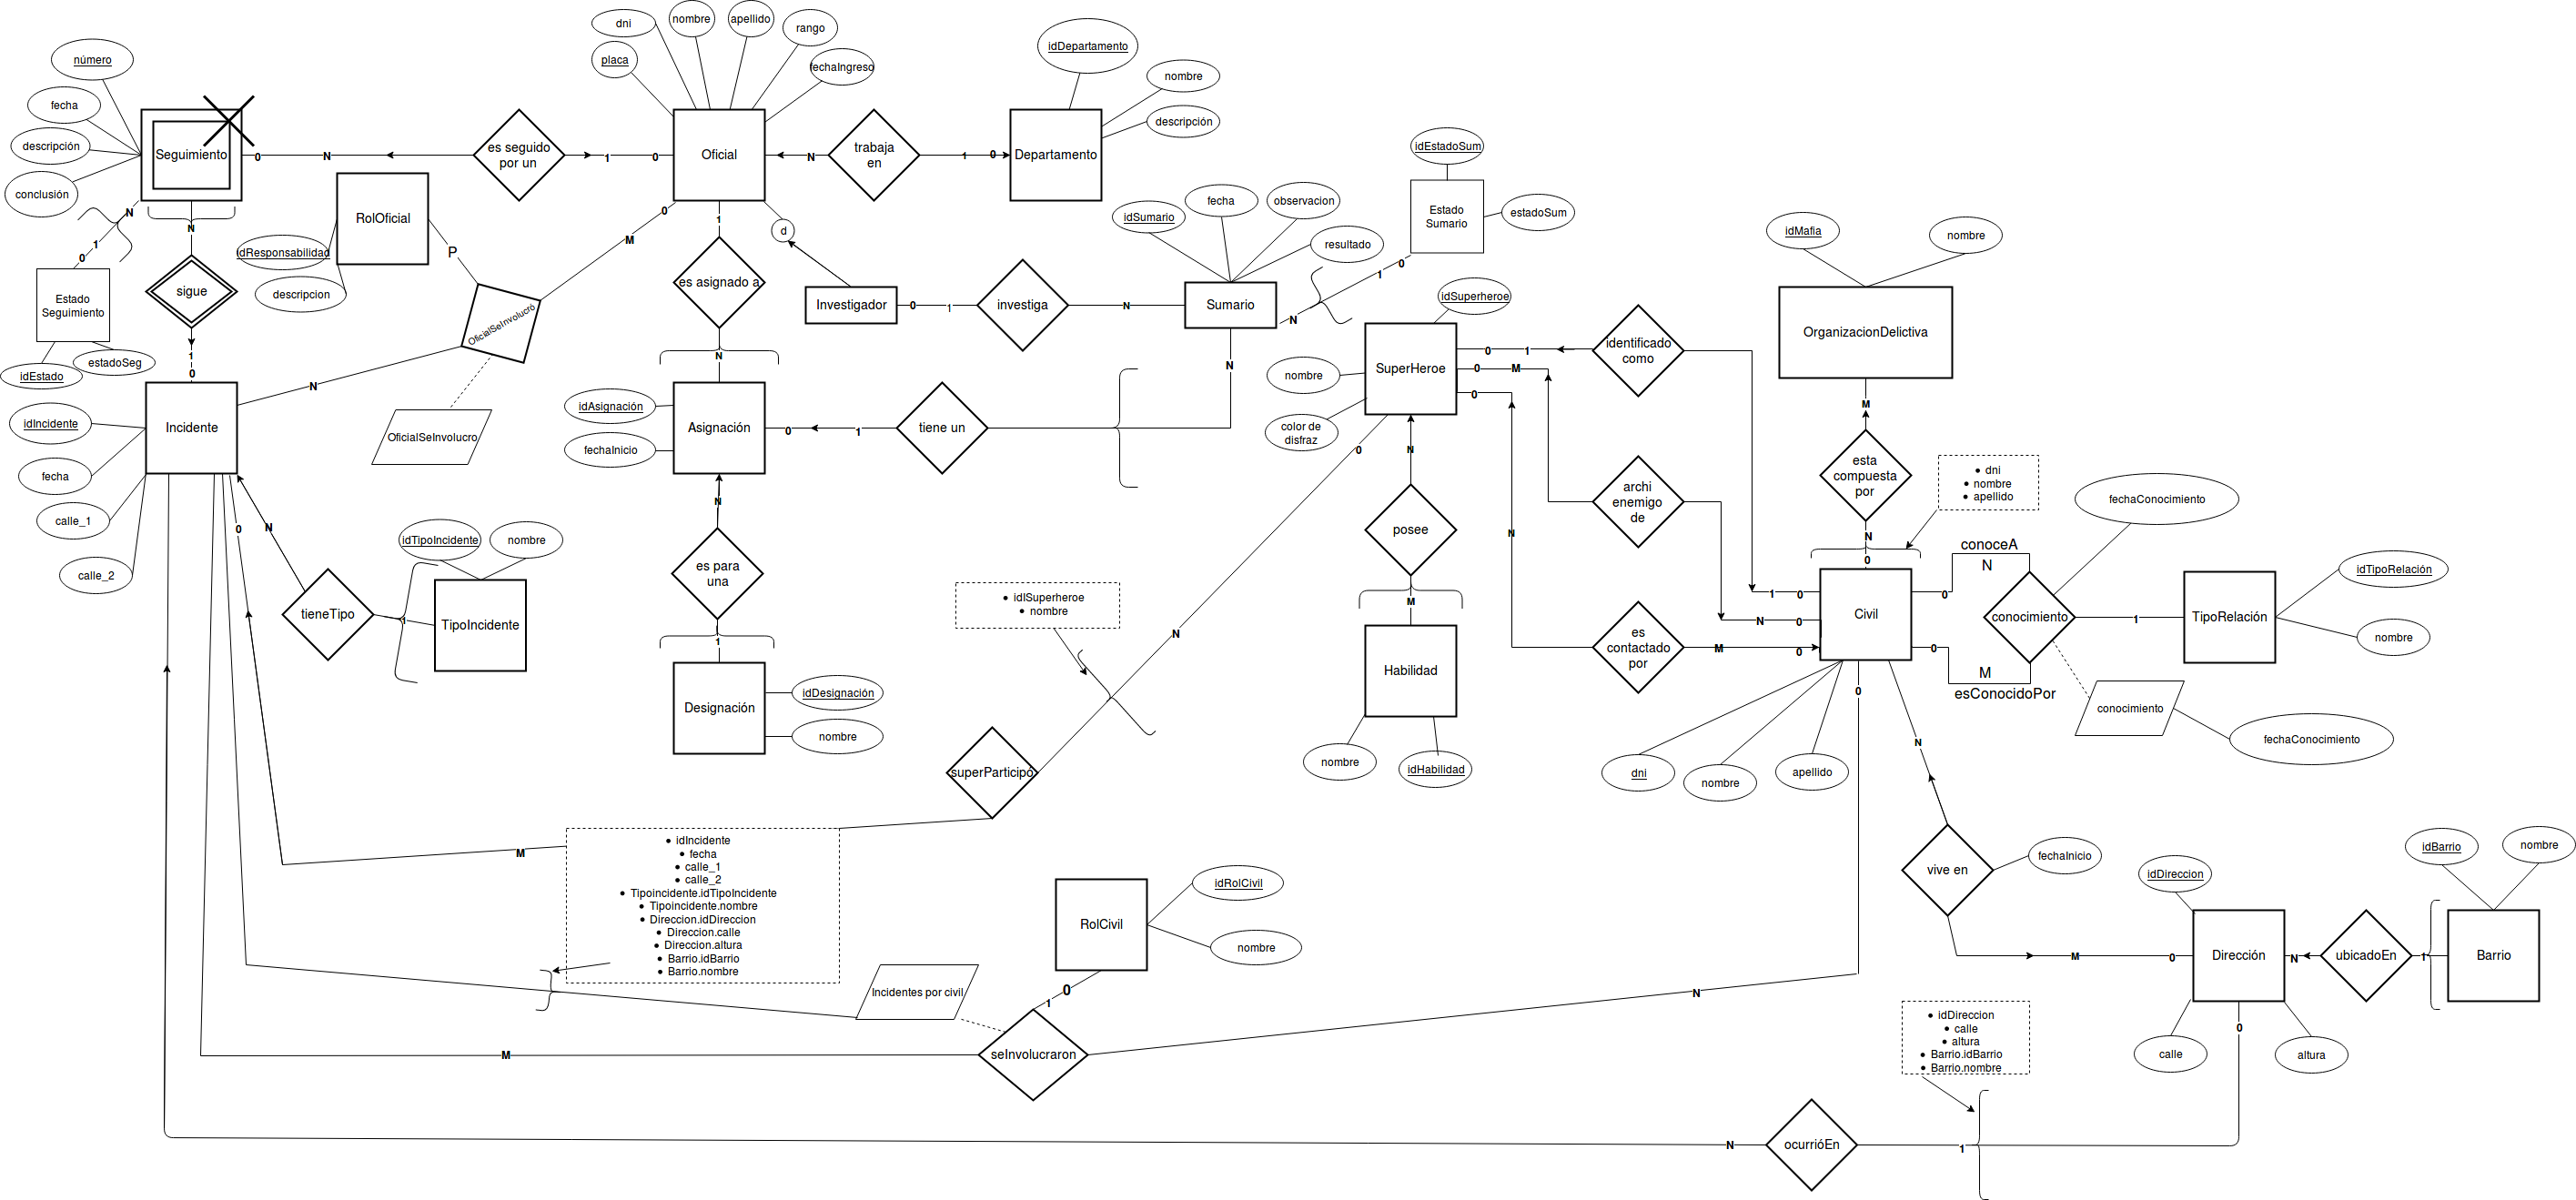 dni
nombre
apellido
rango
fechaIngreso
placa
idDepartamento
nombre
descripción
número
fecha
descripción
conclusión
Seguimiento
0
N
es seguido
por un
1
0
Oficial
N
trabaja
en
1
0
Departamento
RolOficial
idResponsabilidad
descripcion
P
N
1
0
Estado
Seguimiento
idEstado
estadoSeg
N
sigue
1
0
0
M
OficialSeInvolucró
N
OficialSeInvolucro
1
es asignado a
N
d
Investigador
0
1
investiga
N
Sumario
idSumario
fecha
observacion
resultado
idEstadoSum
Estado
Sumario
estadoSum
0
1
N
N
Incidente
idIncidente
fecha
calle_1
calle_2
idAsignación
fechaInicio
Asignación
0
1
tiene un
N
es para
una
1
Designación
idDesignación
nombre
0
N
tieneTipo
1
idTipoIncidente
nombre
TipoIncidente
idSuperheroe
SuperHeroe
nombre
color de
disfraz
0
1
0
M
0
0
N
N
posee
M
Habilidad
nombre
idHabilidad
identificado
como
archi
enemigo
de
es
contactado
por
1
0
N
0
M
0
idMafia
nombre
OrganizacionDelictiva
M
esta
compuesta
por
N
0
dni
nombre
apellido
Civil
dni
nombre
apellido
0
conoceA
N
0
M
esConocidoPor
conocimiento
fechaConocimiento
1
TipoRelación
idTipoRelación
nombre
conocimiento
fechaConocimiento
idISuperheroe
nombre
N
superParticipó
M
idIncidente
fecha
calle_1
calle_2
Tipoincidente.idTipoIncidente
Tipoincidente.nombre
Direccion.idDireccion
Direccion.calle
Direccion.altura
Barrio.idBarrio
Barrio.nombre
RolCivil
idRolCivil
nombre
0
1
Incidentes por civil
seInvolucraron
M
N
0
N
vive en
fechaInicio
M
0
idDireccion
Dirección
calle
altura
N
ubicadoEn
1
Barrio
idBarrio
nombre
0
idDireccion
calle
altura
Barrio.idBarrio
Barrio.nombre
N
ocurrióEn
1